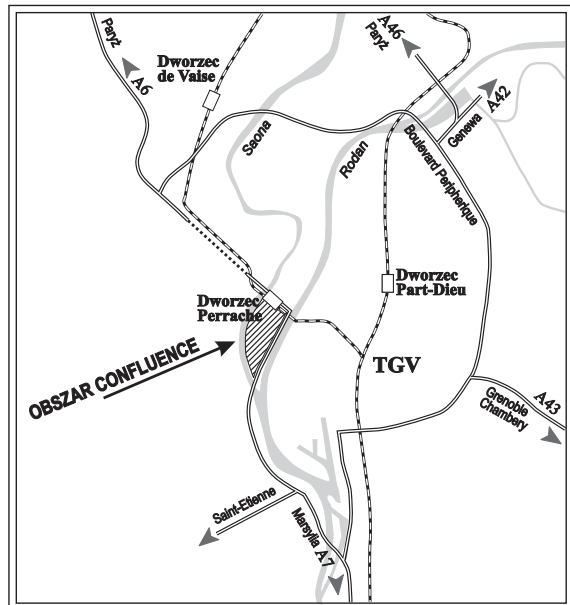 Paryż
A6
Dworzec
de Vaise
A46
Paryż
A42
Genewa
Saona
Rodan
Boulevard Peripherique
Dworzec
Part-Dieu
Dworzec
Perrache
OBSZAR CONFLUENCE
TGV
A43
Grenoble
Chambery
Saint-Etienne
Marsylia A7